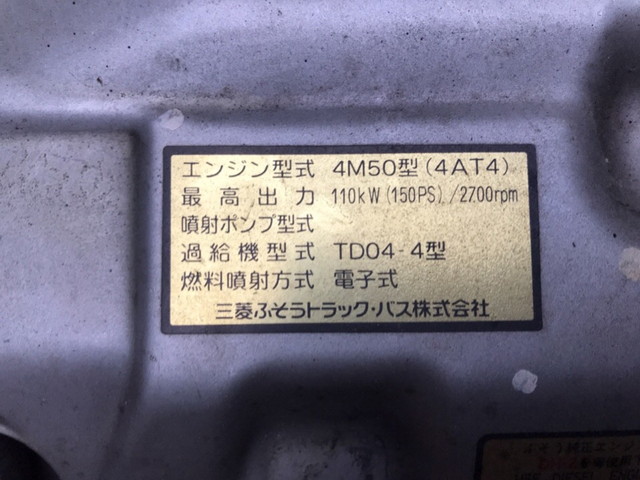 エンジン型式 4M50型(4AT4)
最高出力 110kW(150PS)/2700rpm
噴射ポンプ型式
過給機型式 TD04-4型
燃料噴射方式 電子式
三菱ふそうトラック・バス株式会社